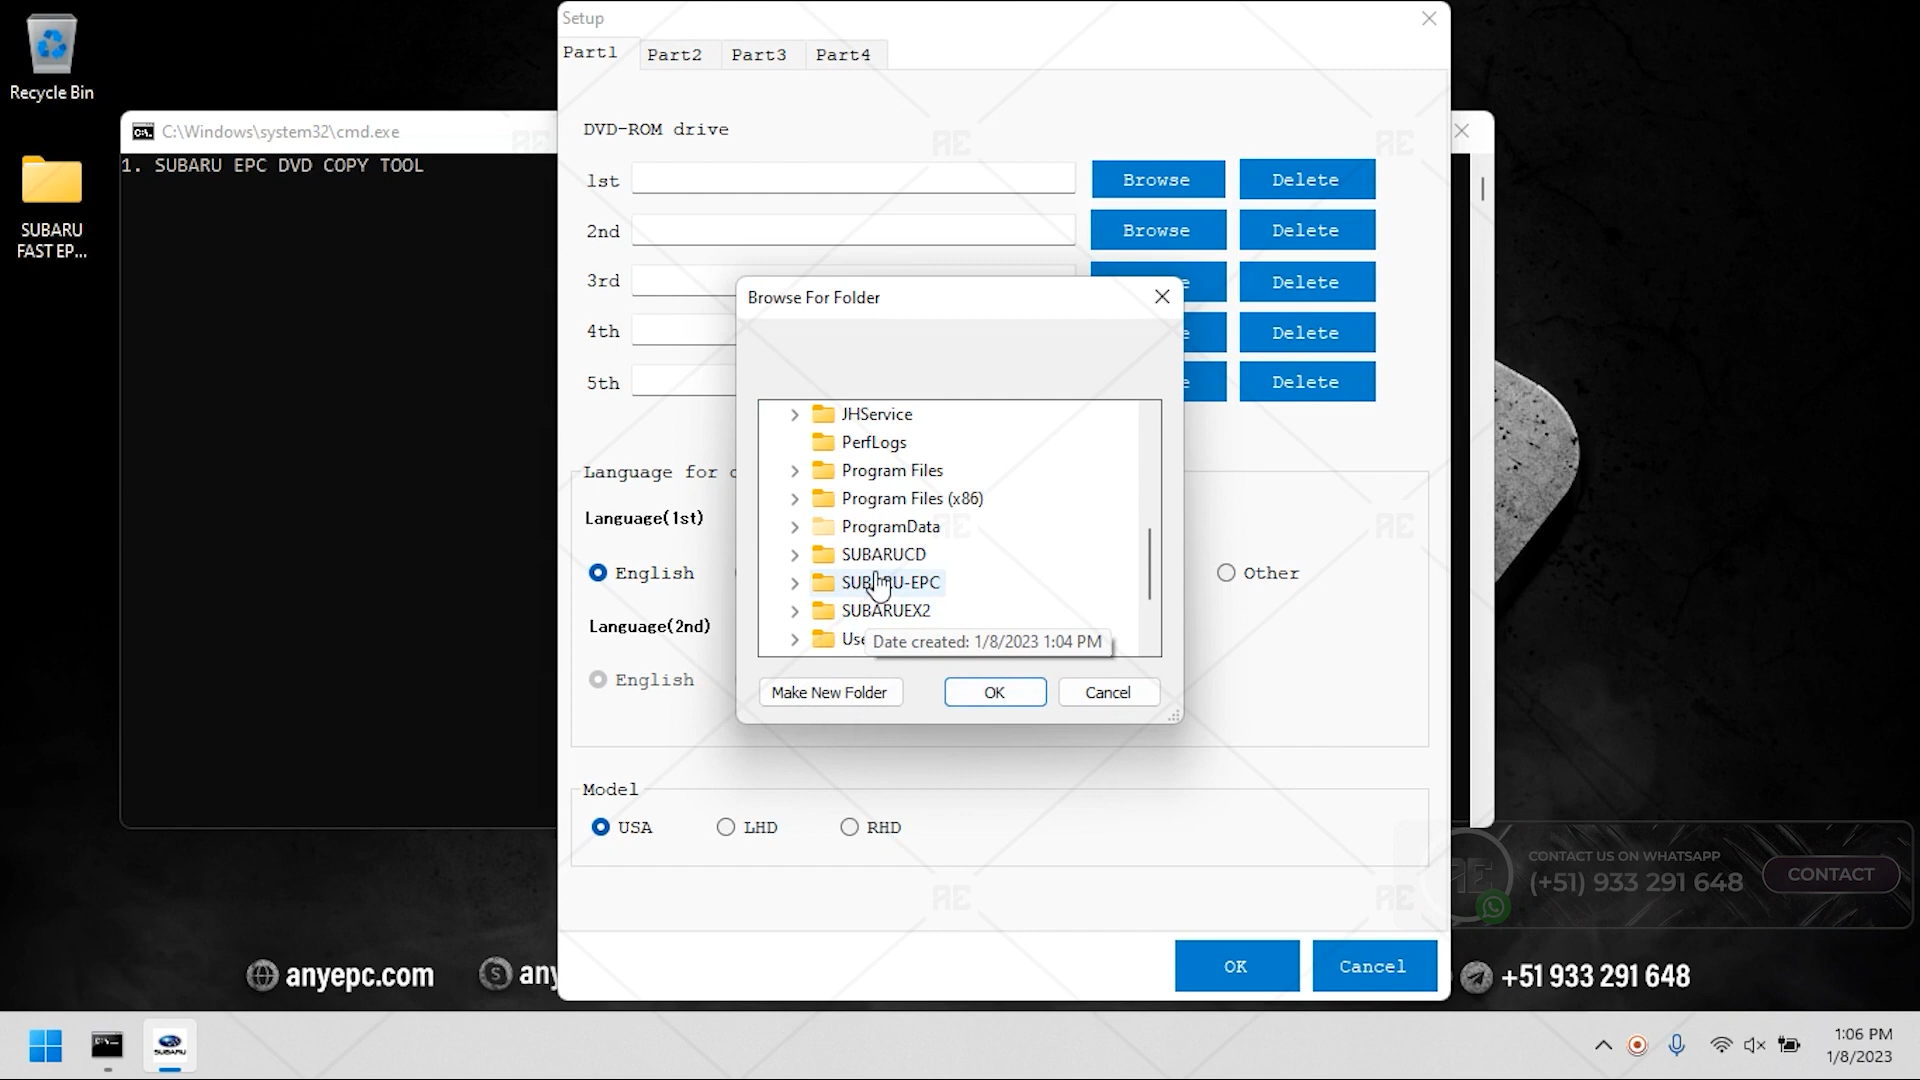 Recycle Bin
SUBARU
FAST EP...
C:\Windows\system32\cmd.exe
1. SUBARU EPC DVD COPY TOOL
Setup
Part1
Part2
Part3
Part4
DVD-ROM drive
1st
Browse
Delete
2nd
Browse
Delete
3rd
Delete
4th
Delete
5th
Delete
Browse For Folder
JHService
PerfLogs
Program Files
Program Files (x86)
ProgramData
SUBARUCD
SUBARU-EPC
SUBARUEX2
Use
Date created: 1/8/2023 1:04 PM
Make New Folder
OK
Cancel
Language for
Language(1st)
English
Other
Language(2nd)
English
Model
USA
LHD
RHD
OK
Cancel
CONTACT US ON WHATSAPP
(+51) 933 291 648
CONTACT
anyepc.com
any
+51 933 291 648
SUBARU
1:06 PM
1/8/2023